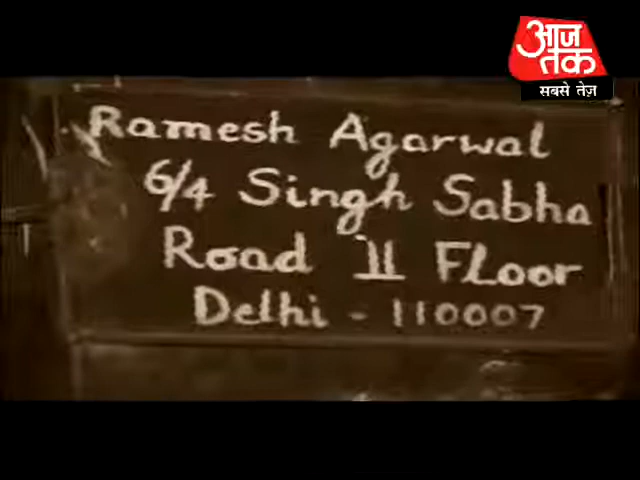 आज
तक
सबसे तेज़
Ramesh Agarwal
6/4 Singh Sabha
Road II Floor
Delhi - 110007